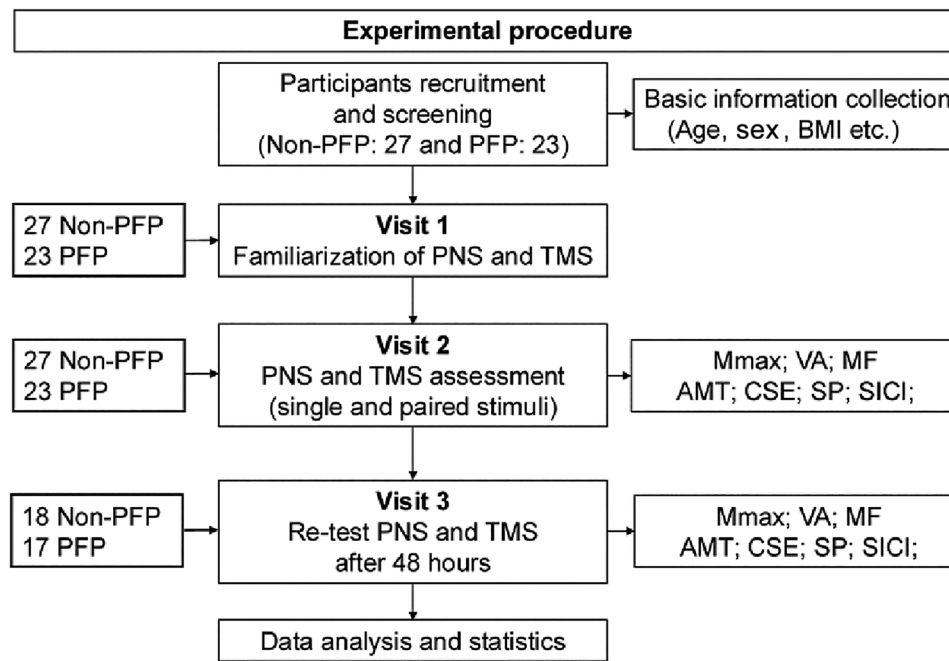 Experimental procedure
Participants recruitment
and screening
(Non-PFP: 27 and PFP: 23)
Basic information collection
(Age, sex , BMI etc.)
27 Non-PFP
23 PFP
Visit 1
Familiarization of PNS and TMS
27 Non-PFP
23 PFP
Visit 2
PNS and TMS assessment
(single and paired stimuli)
Mmax; VA; MF
AMT; CSE; SP; SICI;
18 Non-PFP
17 PFP
Visit 3
Re-test PNS and TMS
after 48 hours
Mmax; VA; MF
AMT; CSE; SP; SICI;
Data analysis and statistics